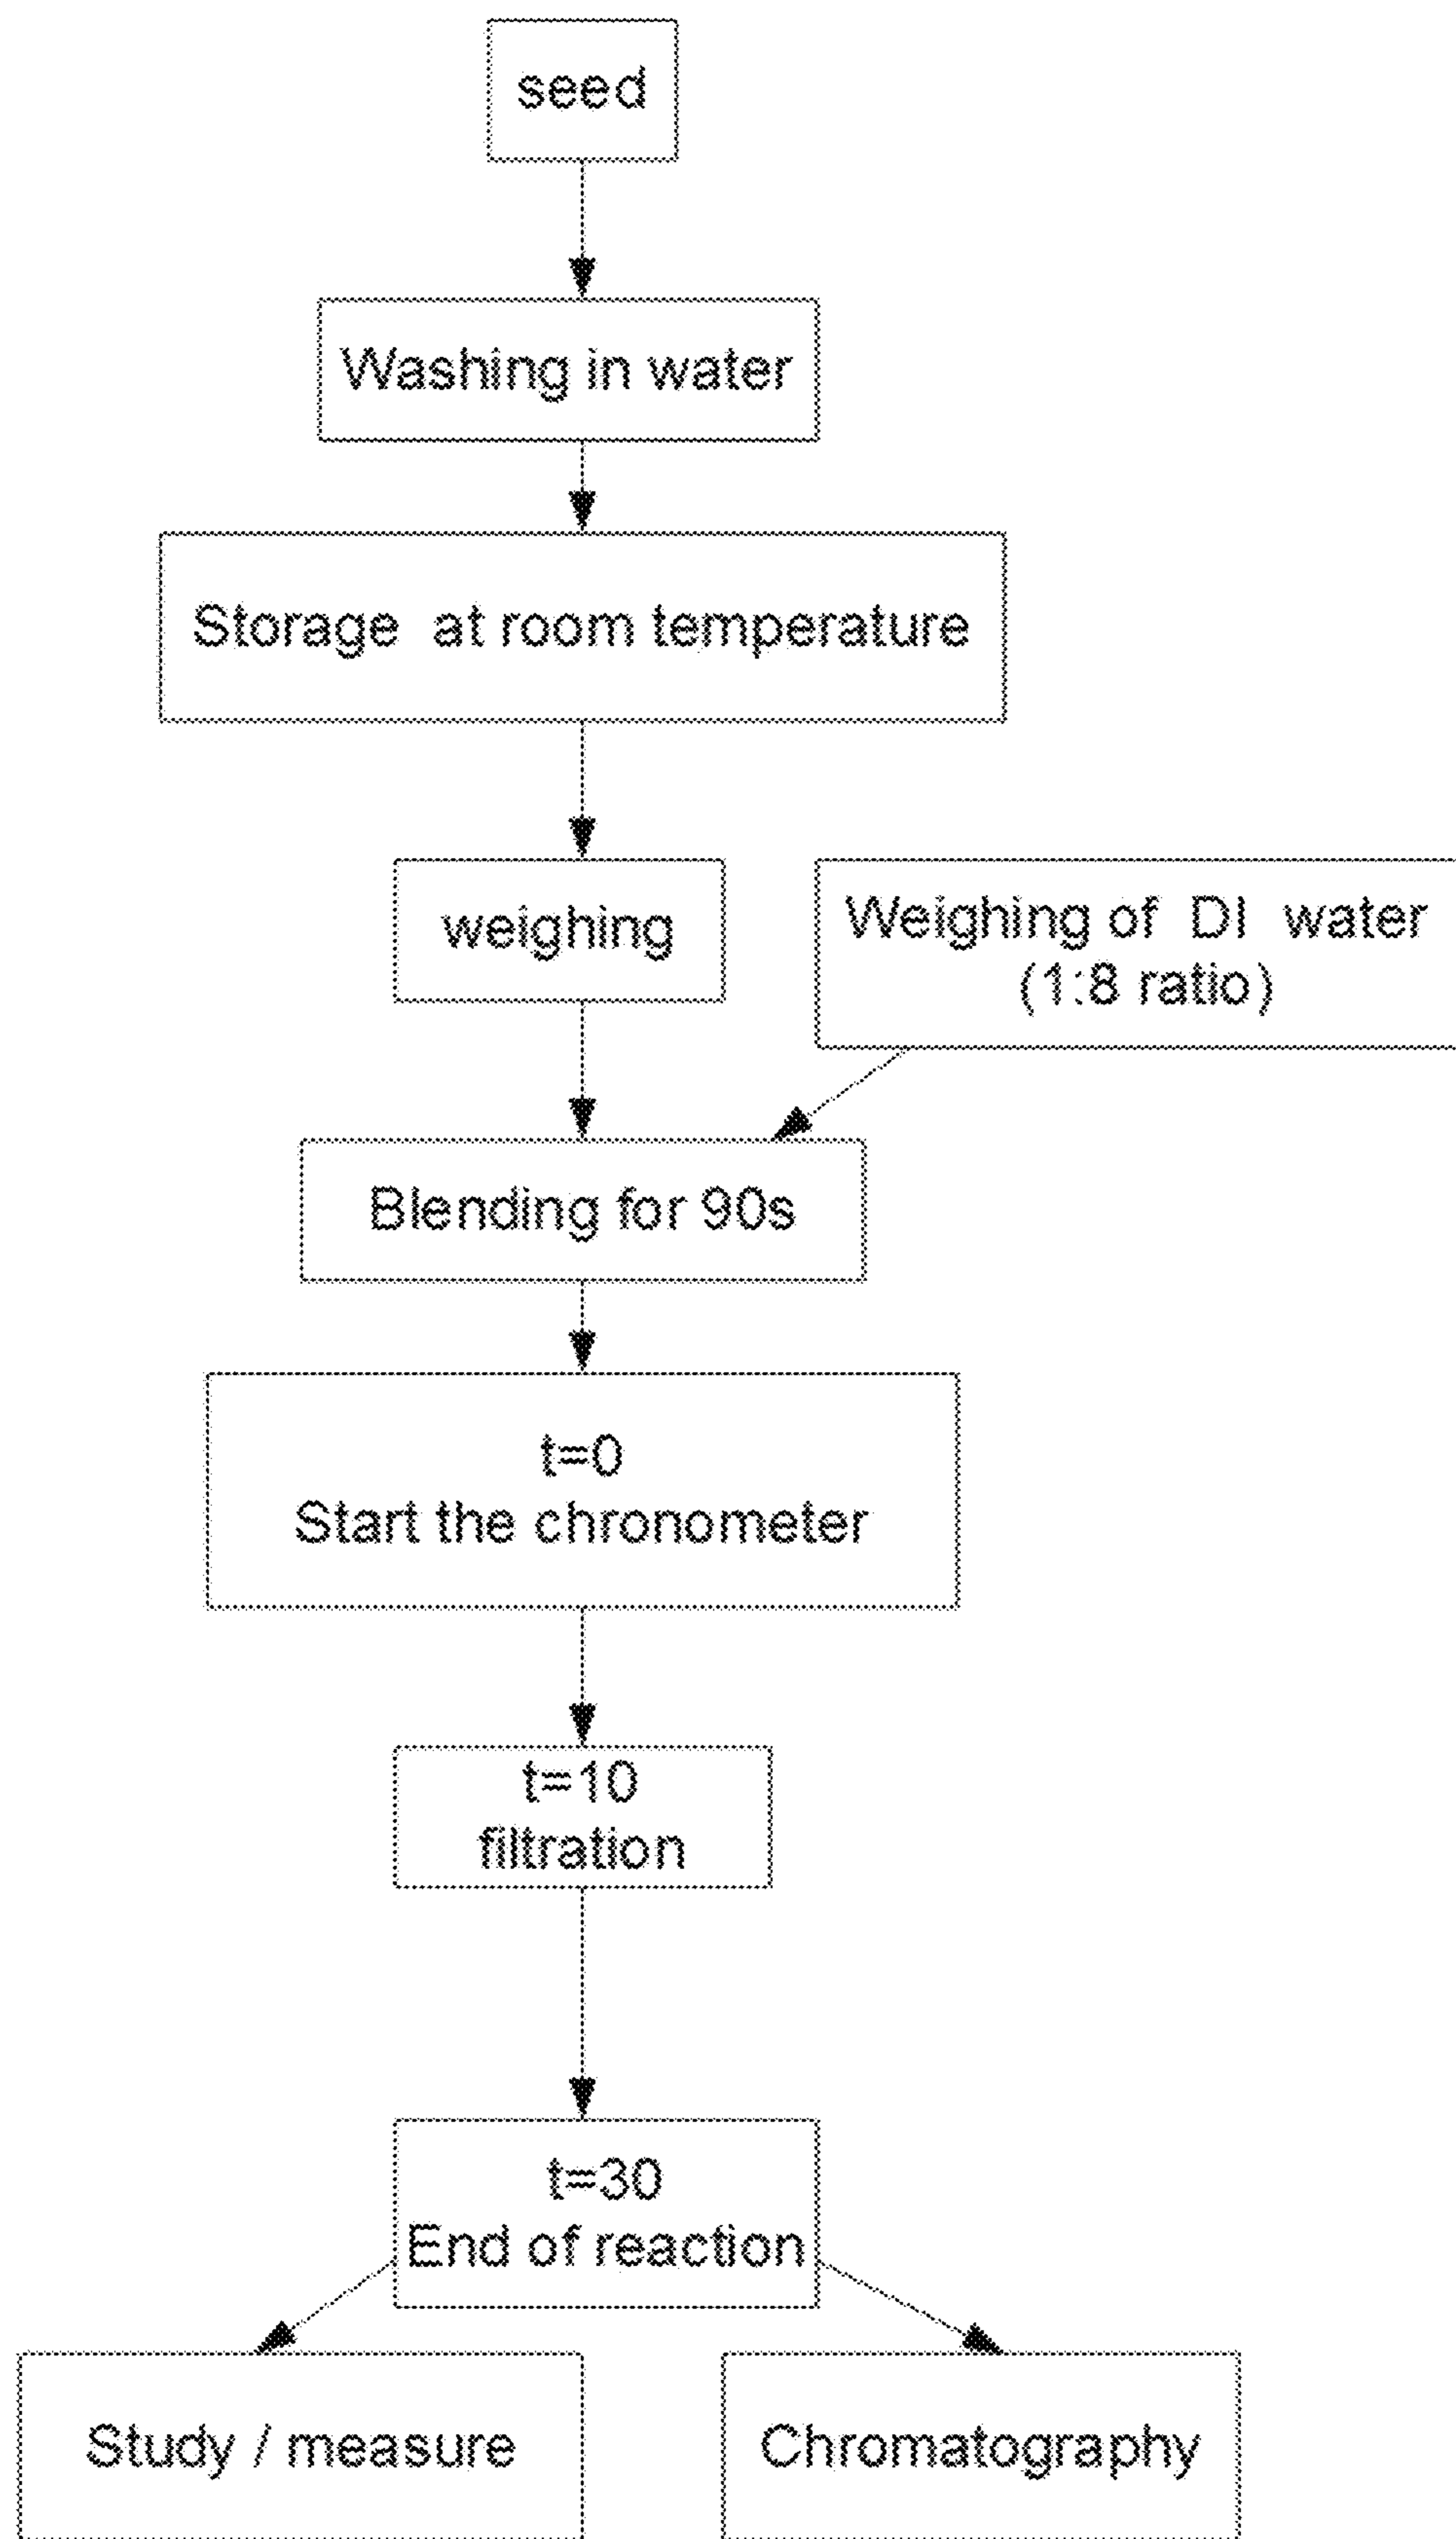 seed
Washing in water
Storage at room temperature
weighing
Weighing of DI water
(1:8 ratio)
Blending for 90s
t=0
Start the chronometer
t=10
filtration
t=30
End of reaction
Study / measure
Chromatography